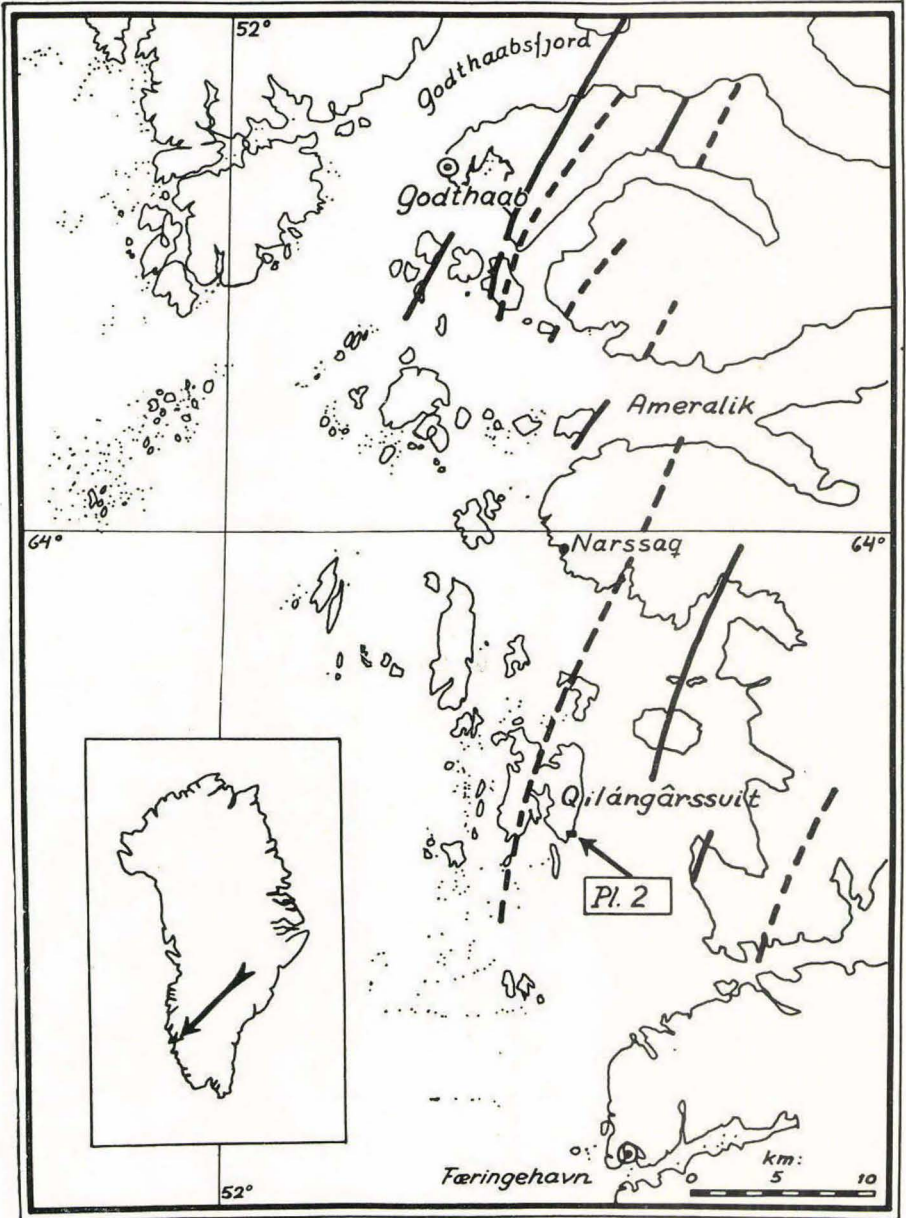 52°
Godthaabsfjord
Godthaab
Ameralik
64°
Narssaq
64°
Qilángârssuit
Pl. 2
Færingehavn
km:
0 5 10
52°